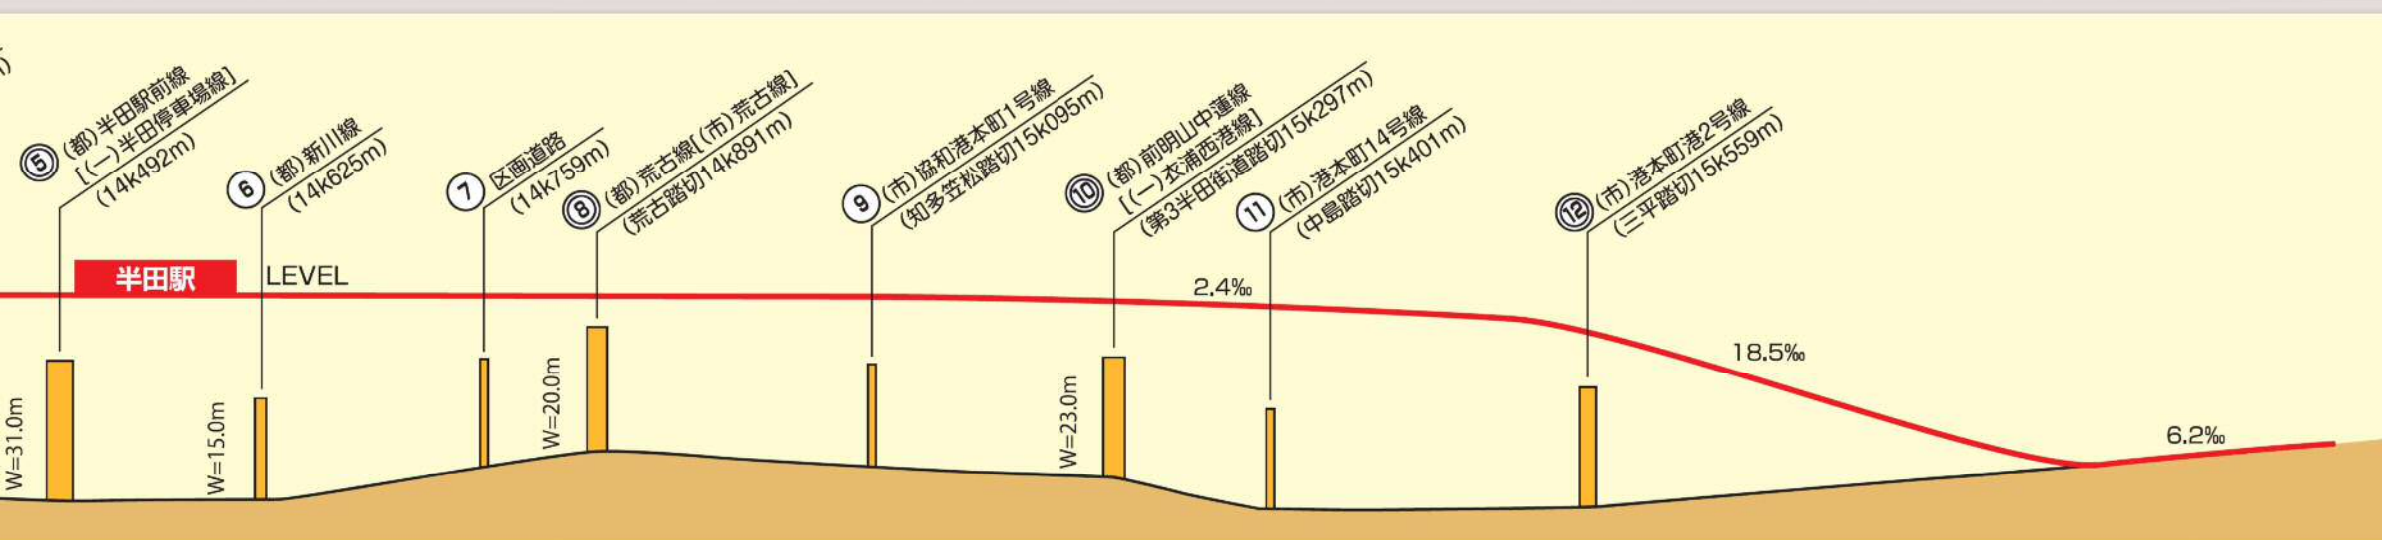 ⑤
(都)半田駅前線
[(一)半田停車場線]
(14k492m)
⑥
(都)新川線
(14k625m)
⑦
区画道路
(14k759m)
⑧
(都)荒古線[(市)荒古線]
(荒古踏切14k891m)
⑨
(市)協和港本町1号線
(知多笠松踏切15k095m)
⑩
(都)前明山中蓮線
[(一)衣浦西港線]
(第3半田街道踏切15k297m)
⑪
(市)港本町14号線
(中島踏切15k401m)
⑫
(市)港本町港2号線
(三平踏切15k559m)
半田駅
LEVEL
2.4‰
18.5‰
6.2‰
W=31.0m
W=15.0m
W=20.0m
W=23.0m